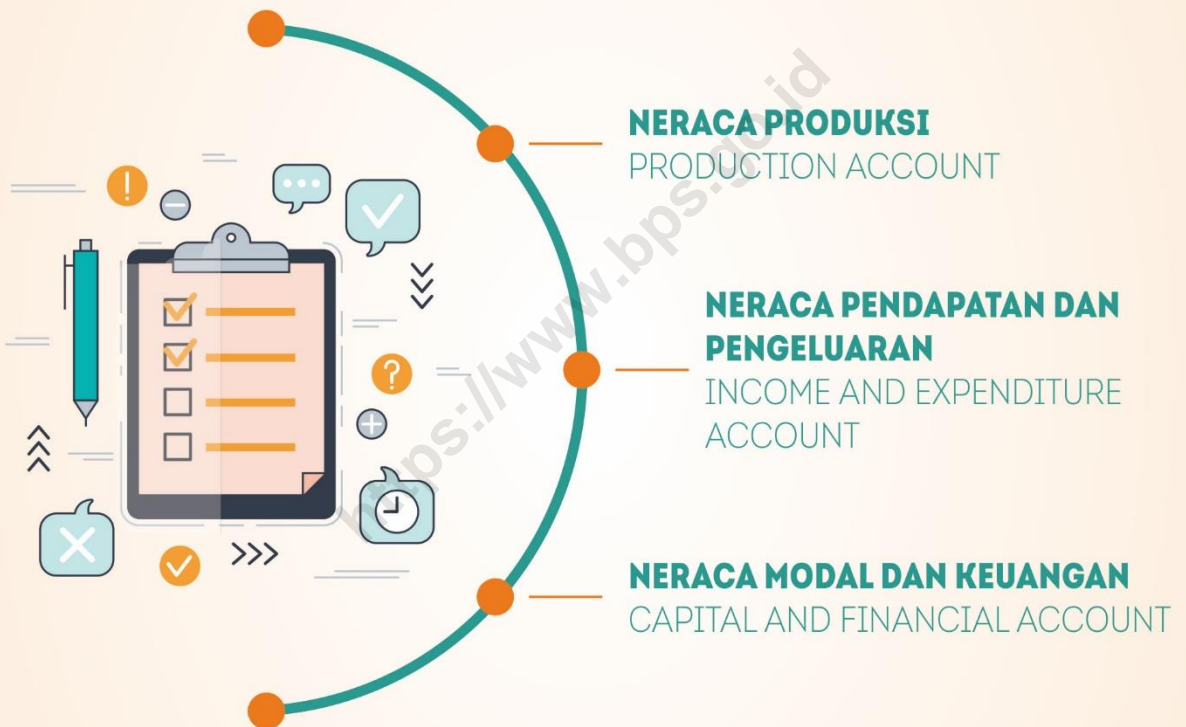 NERACA PRODUKSI
PRODUCTION ACCOUNT
NERACA PENDAPATAN DAN
PENGELUARAN
INCOME AND EXPENDITURE
ACCOUNT
NERACA MODAL DAN KEUANGAN
CAPITAL AND FINANCIAL ACCOUNT
https://www.bps.go.id